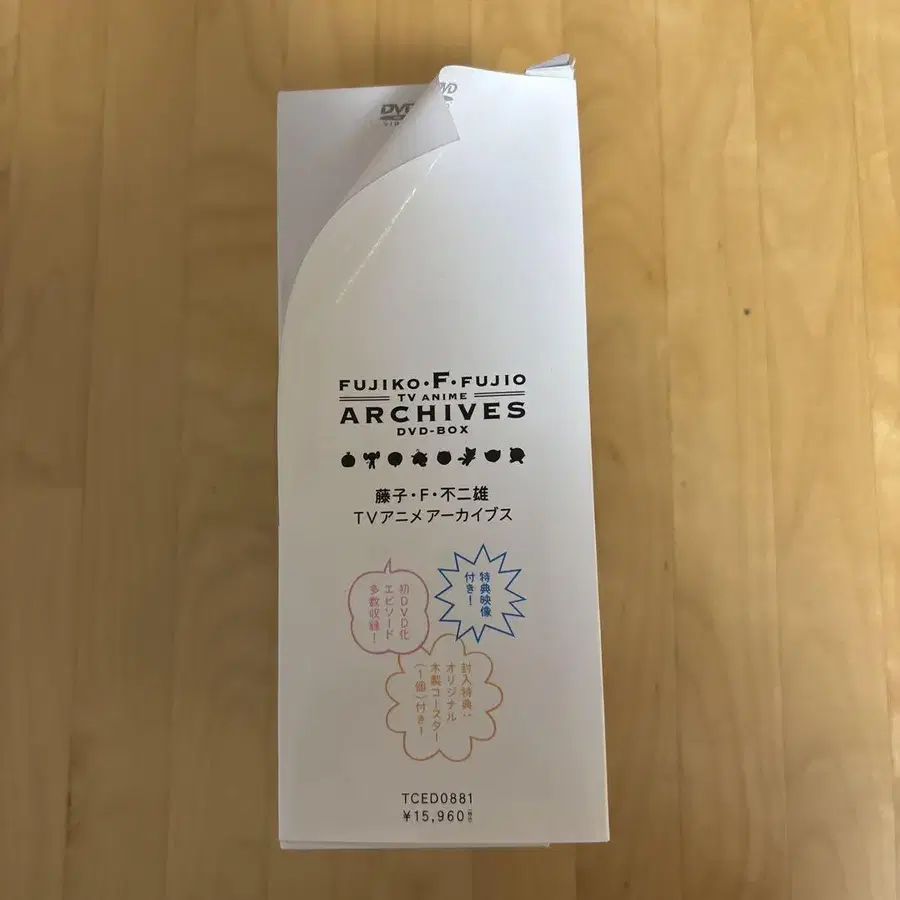 DVD
VIDEO
FUJIKO・F・FUJIO
TV ANIME
ARCHIVES
DVD-BOX
藤子・F・不二雄
TVアニメアーカイブス
特典映像
付き!
初DVD化
エピソード
多数収録!
封入特典:
オリジナル
木製コースター
(1個)付き!
TCED0881
¥15,960